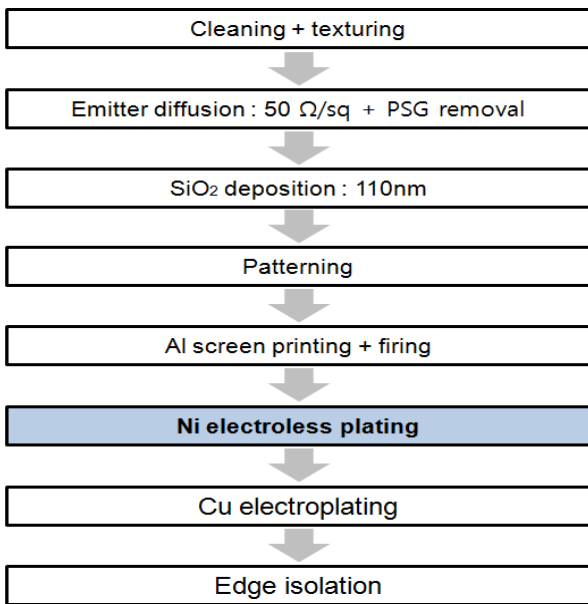 Cleaning + texturing
Emitter diffusion : 50 Ω/sq + PSG removal
SiO₂ deposition : 110nm
Patterning
Al screen printing + firing
Ni electroless plating
Cu electroplating
Edge isolation